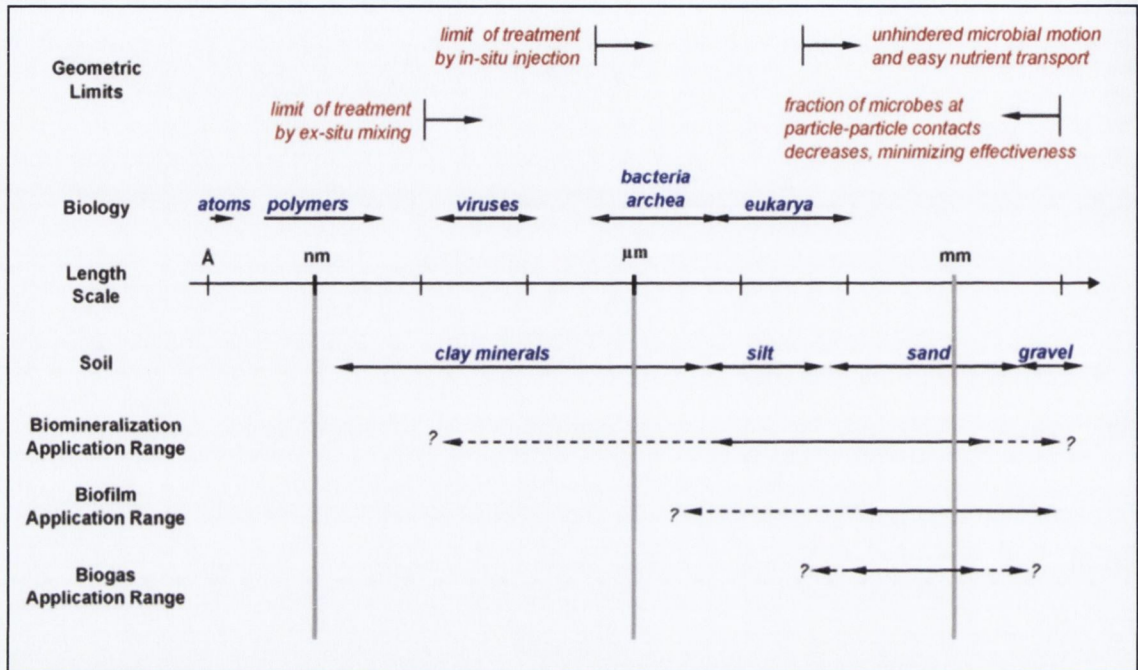 Geometric
Limits
limit of treatment
by in-situ injection
unhindered microbial motion
and easy nutrient transport
limit of treatment
by ex-situ mixing
fraction of microbes at
particle-particle contacts
decreases, minimizing effectiveness
Biology
atoms
polymers
viruses
bacteria
archea
eukarya
Length
Scale
Å
nm
µm
mm
Soil
clay minerals
silt
sand
gravel
Biomineralization
Application Range
?
?
Biofilm
Application Range
?
Biogas
Application Range
?
?